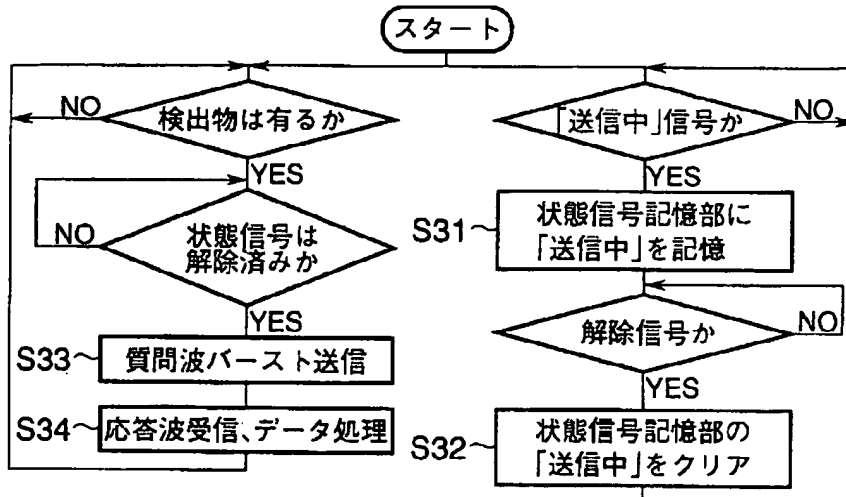 スタート
NO
検出物は有るか
YES
NO
状態信号は
解除済みか
YES
S33
質問波バースト送信
S34
応答波受信、データ処理
「送信中」信号か
NO
YES
S31
状態信号記憶部に
「送信中」を記憶
解除信号か
NO
YES
S32
状態信号記憶部の
「送信中」をクリア